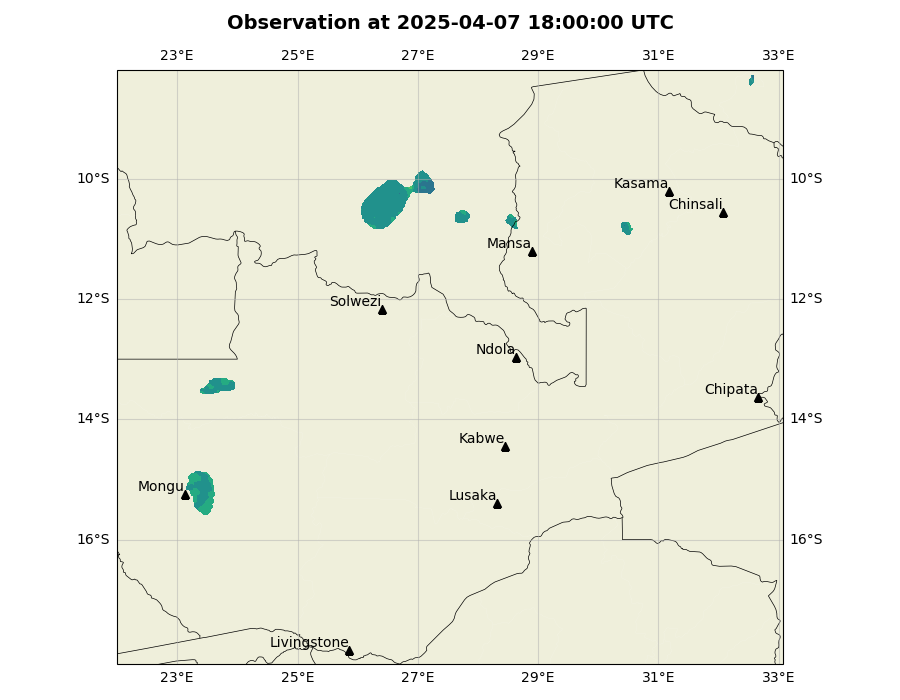 Observation at 2025-04-07 18:00:00 UTC
23°E 25°E 27°E 29°E 31°E 33°E
10°S 10°S
Kasama
Chinsali
Mansa
12°S 12°S
Solwezi
Ndola
Chipata
14°S 14°S
Kabwe
Mongu
Lusaka
16°S 16°S
Livingstone
23°E 25°E 27°E 29°E 31°E 33°E